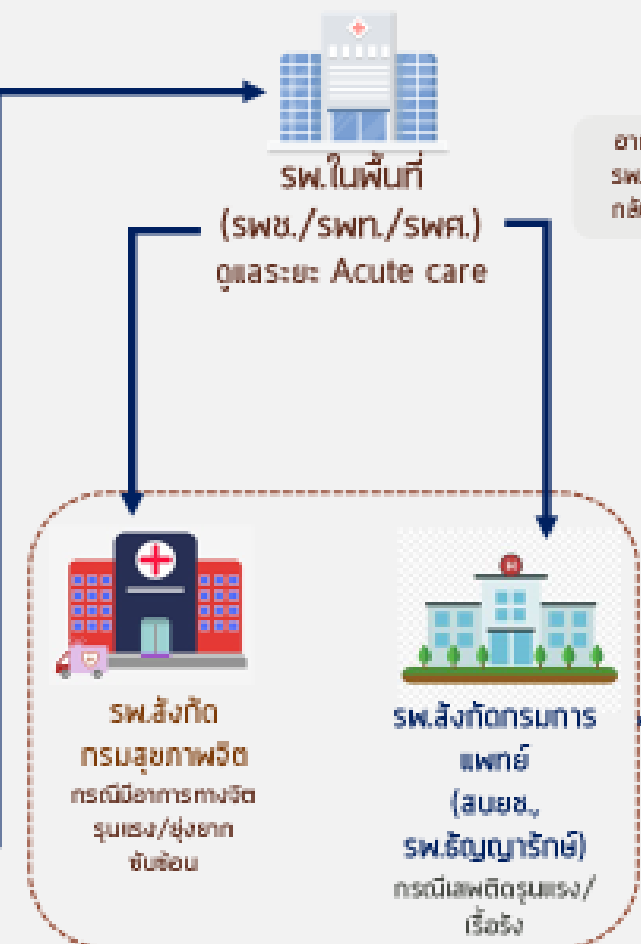 รพ.ในพื้นที่
(รพช./รพท./รพศ.)
ดูแลระยะ Acute care
รพ.
รพ.สังกัด
กรมสุขภาพจิต
กรณีมีอาการทางจิต
รุนแรง/ยุ่งยาก
ซับซ้อน
รพ.สังกัดกรมการ
แพทย์
(สบยช.,
รพ.ธัญญารักษ์)
กรณีเสพติดรุนแรง/
เรื้อรัง